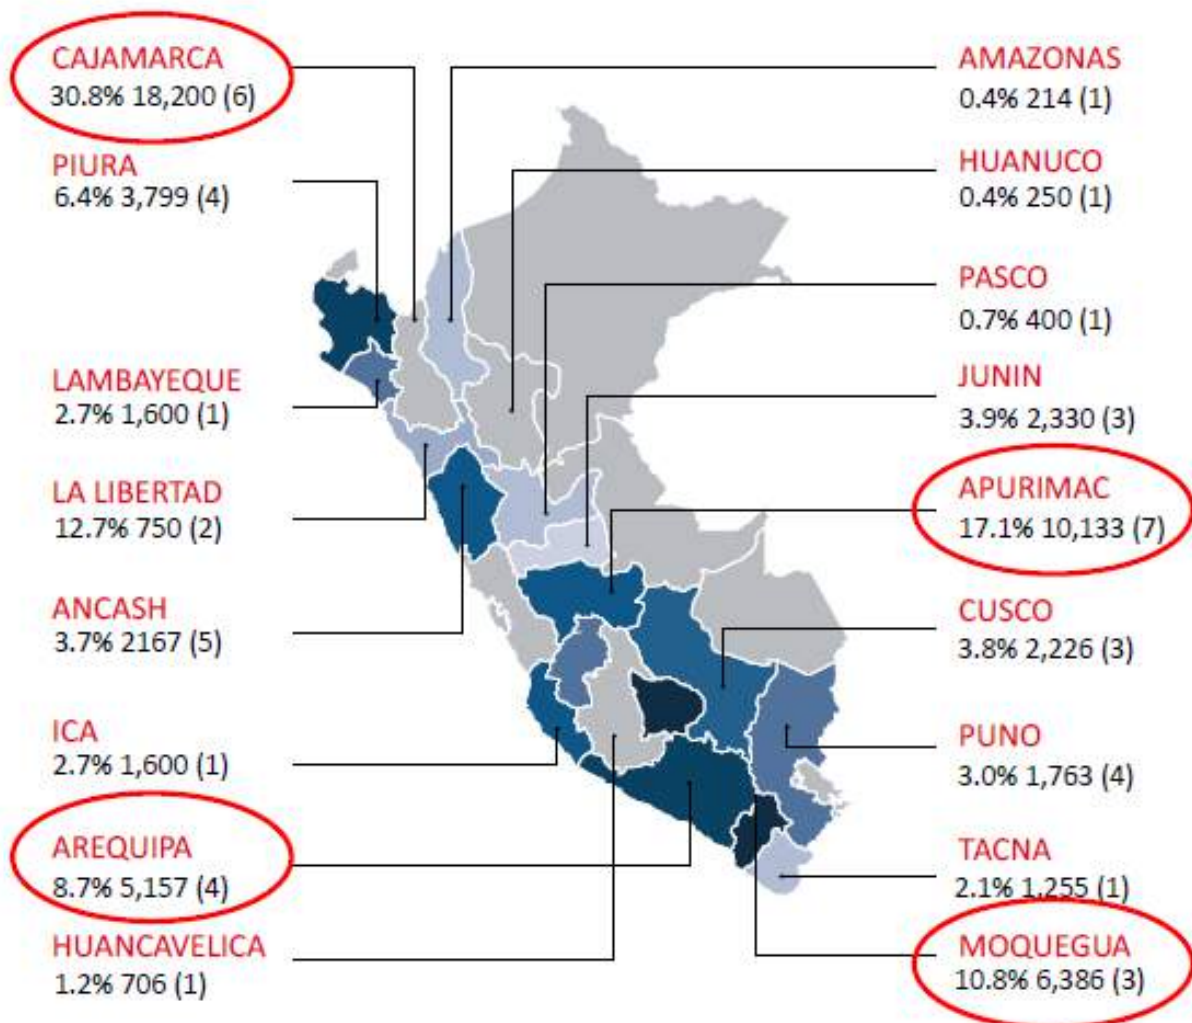 CAJAMARCA
30.8% 18,200 (6)
PIURA
6.4% 3,799 (4)
LAMBAYEQUE
2.7% 1,600 (1)
LA LIBERTAD
12.7% 750 (2)
ANCASH
3.7% 2167 (5)
ICA
2.7% 1,600 (1)
AREQUIPA
8.7% 5,157 (4)
HUANCAVELICA
1.2% 706 (1)
AMAZONAS
0.4% 214 (1)
HUANUCO
0.4% 250 (1)
PASCO
0.7% 400 (1)
JUNIN
3.9% 2,330 (3)
APURIMAC
17.1% 10,133 (7)
CUSCO
3.8% 2,226 (3)
PUNO
3.0% 1,763 (4)
TACNA
2.1% 1,255 (1)
MOQUEGUA
10.8% 6,386 (3)